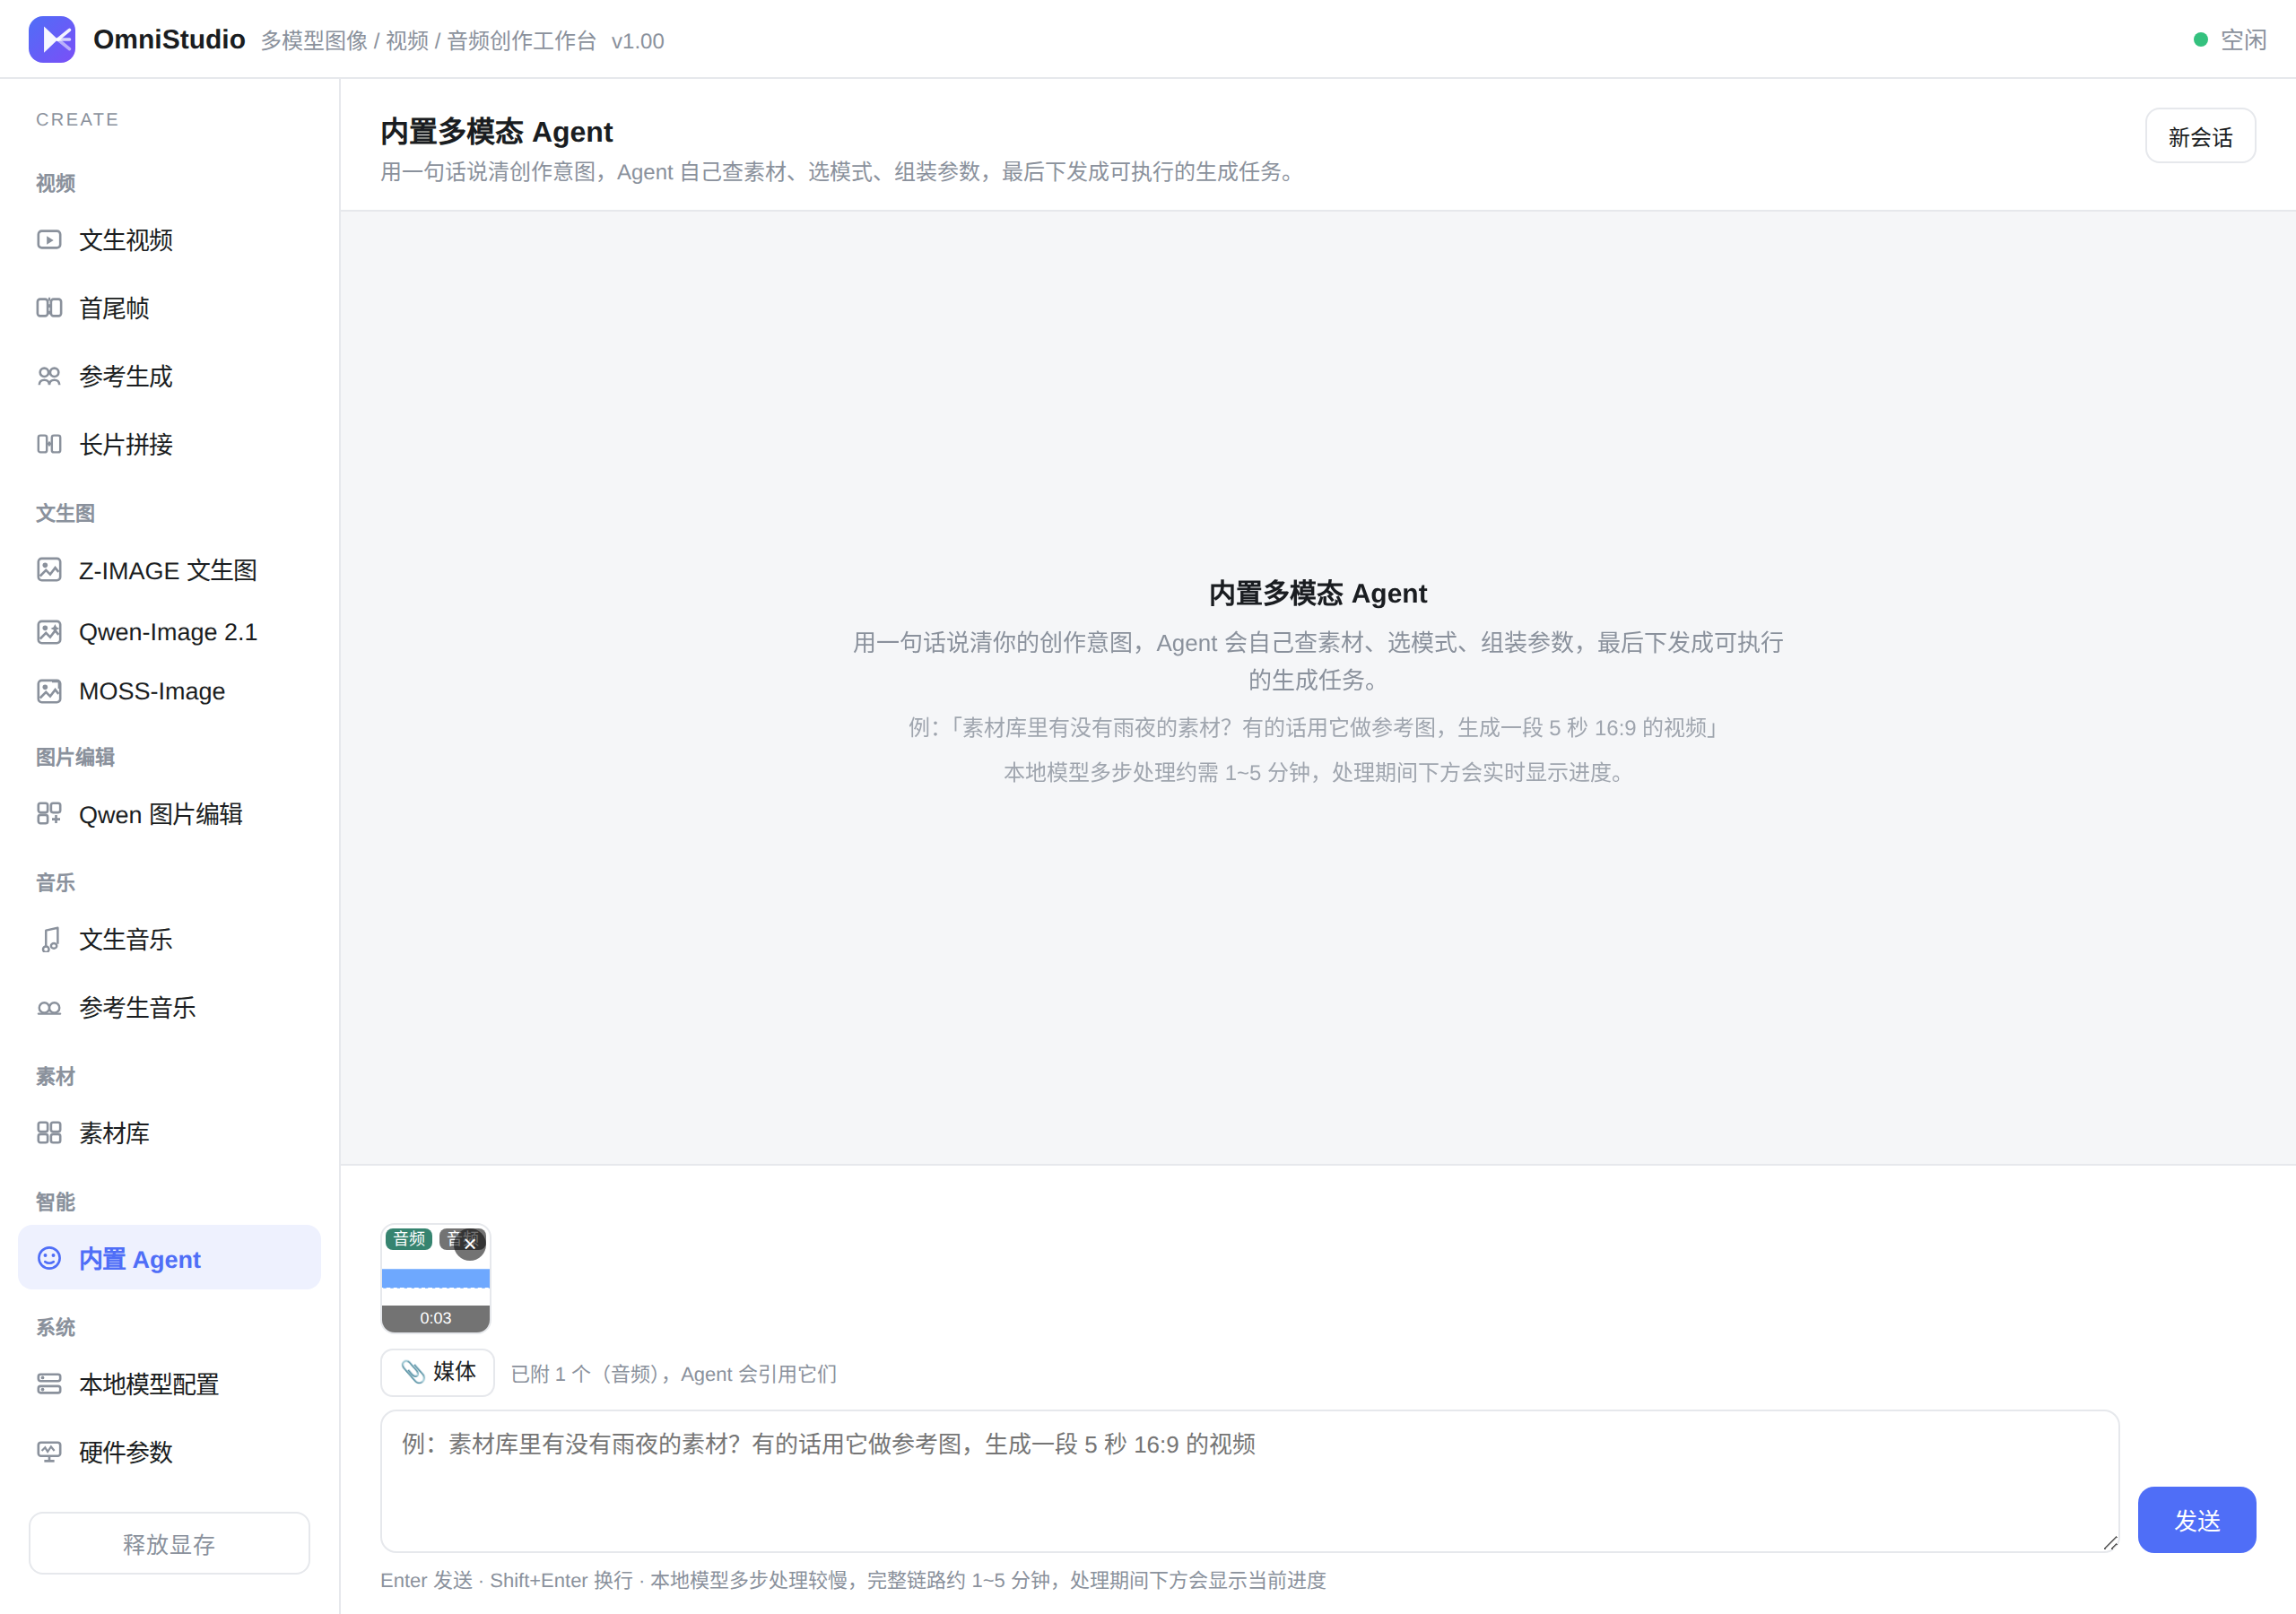 OmniStudio 多模型图像 / 视频 / 音频创作工作台 v1.00
空闲
CREATE
视频
文生视频
首尾帧
参考生成
长片拼接
文生图
Z-IMAGE 文生图
Qwen-Image 2.1
MOSS-Image
图片编辑
Qwen 图片编辑
音乐
文生音乐
参考生音乐
素材
素材库
智能
内置 Agent
系统
本地模型配置
硬件参数
释放显存
内置多模态 Agent
用一句话说清创作意图，Agent 自己查素材、选模式、组装参数，最后下发成可执行的生成任务。
新会话
内置多模态 Agent
用一句话说清你的创作意图，Agent 会自己查素材、选模式、组装参数，最后下发成可执行
的生成任务。
例：「素材库里有没有雨夜的素材？有的话用它做参考图，生成一段 5 秒 16:9 的视频」
本地模型多步处理约需 1~5 分钟，处理期间下方会实时显示进度。
音频
0:03
📎 媒体
已附 1 个（音频），Agent 会引用它们
例：素材库里有没有雨夜的素材？有的话用它做参考图，生成一段 5 秒 16:9 的视频
发送
Enter 发送 · Shift+Enter 换行 · 本地模型多步处理较慢，完整链路约 1~5 分钟，处理期间下方会显示当前进度